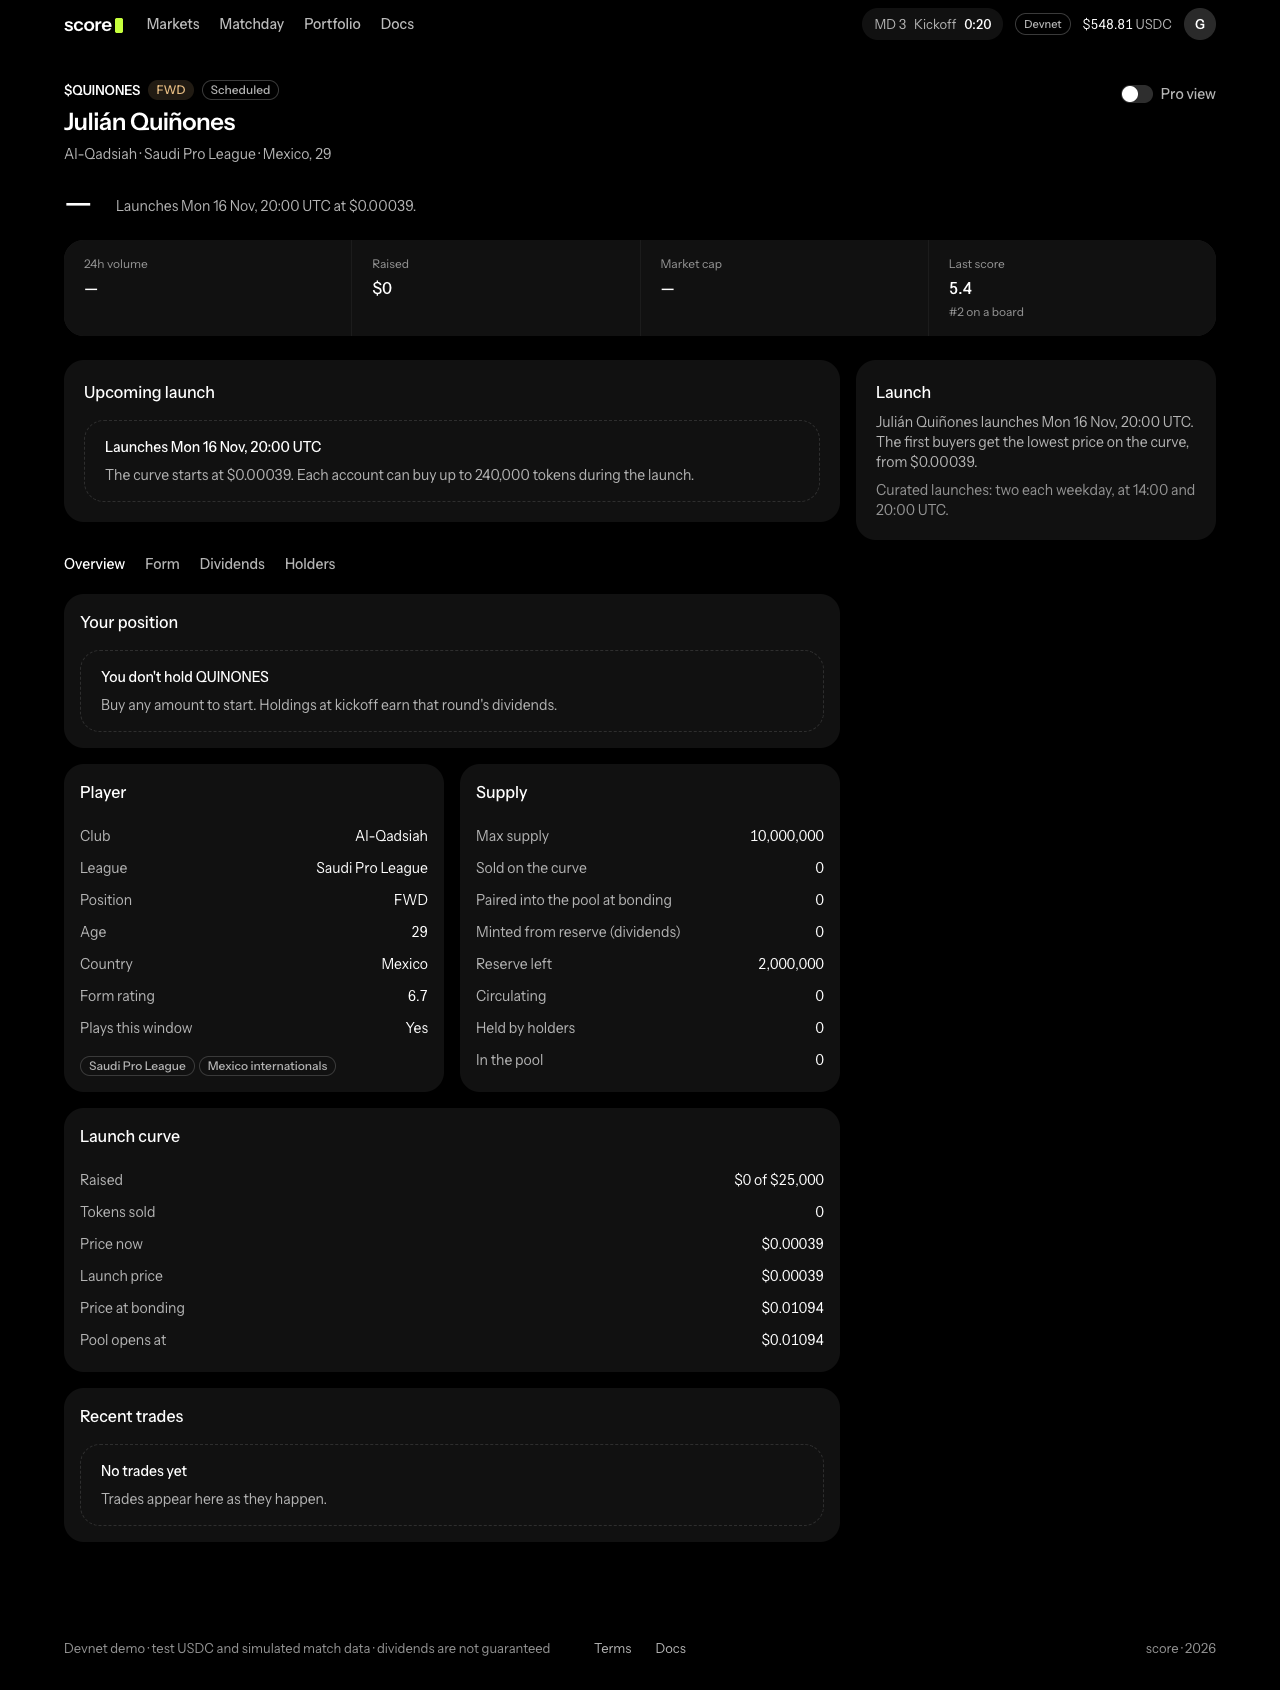 score
Markets Matchday Portfolio Docs
MD 3 Kickoff 0:20
Devnet
$548.81 USDC
G
$QUINONES FWD Scheduled
Pro view
Julián Quiñones
Al-Qadsiah · Saudi Pro League · Mexico, 29
— Launches Mon 16 Nov, 20:00 UTC at $0.00039.
24h volume
—
Raised
$0
Market cap
—
Last score
5.4
#2 on a board
Upcoming launch
Launches Mon 16 Nov, 20:00 UTC
The curve starts at $0.00039. Each account can buy up to 240,000 tokens during the launch.
Launch
Julián Quiñones launches Mon 16 Nov, 20:00 UTC.
The first buyers get the lowest price on the curve,
from $0.00039.
Curated launches: two each weekday, at 14:00 and
20:00 UTC.
Overview Form Dividends Holders
Your position
You don't hold QUINONES
Buy any amount to start. Holdings at kickoff earn that round's dividends.
Player
Club Al-Qadsiah
League Saudi Pro League
Position FWD
Age 29
Country Mexico
Form rating 6.7
Plays this window Yes
Saudi Pro League Mexico internationals
Supply
Max supply 10,000,000
Sold on the curve 0
Paired into the pool at bonding 0
Minted from reserve (dividends) 0
Reserve left 2,000,000
Circulating 0
Held by holders 0
In the pool 0
Launch curve
Raised $0 of $25,000
Tokens sold 0
Price now $0.00039
Launch price $0.00039
Price at bonding $0.01094
Pool opens at $0.01094
Recent trades
No trades yet
Trades appear here as they happen.
Devnet demo · test USDC and simulated match data · dividends are not guaranteed
Terms
Docs
score · 2026